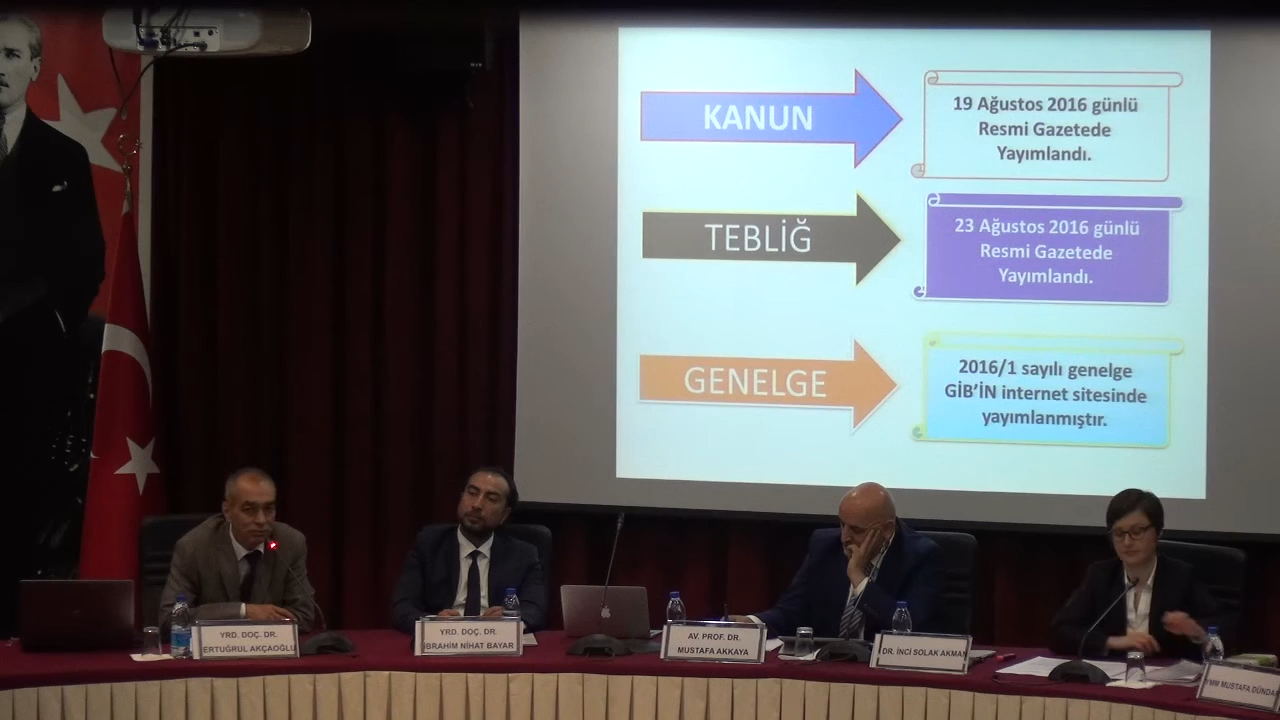 KANUN
19 Ağustos 2016 günlü
Resmi Gazetede
Yayımlandı.
TEBLİĞ
23 Ağustos 2016 günlü
Resmi Gazetede
Yayımlandı.
GENELGE
2016/1 sayılı genelge
GİB’İN internet sitesinde
yayımlanmıştır.
YRD. DOÇ. DR.
ERTUĞRUL AKÇAOĞLU
YRD. DOÇ. DR.
İBRAHİM NİHAT BAYAR
AV. PROF. DR.
MUSTAFA AKKAYA
DR. İNCİ SOLAK AKMAN
YMM MUSTAFA DÜNDAR